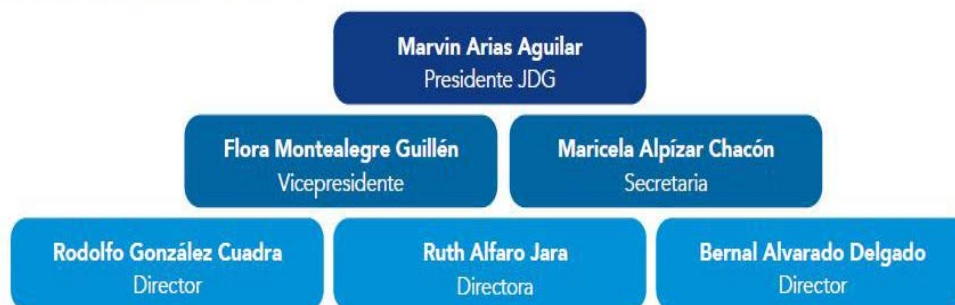 Marvin Arias Aguilar
Presidente JDG
Flora Montealegre Guillén
Vicepresidente
Maricela Alpízar Chacón
Secretaria
Rodolfo González Cuadra
Director
Ruth Alfaro Jara
Directora
Bernal Alvarado Delgado
Director